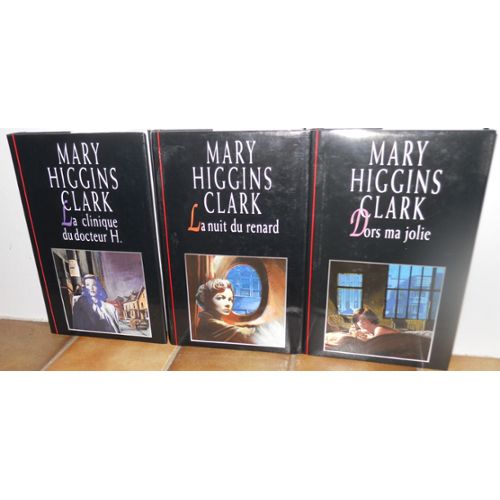 MARY
HIGGINS
CLARK
La clinique
du docteur H.
MARY
HIGGINS
CLARK
La nuit du renard
MARY
HIGGINS
CLARK
Dors ma jolie